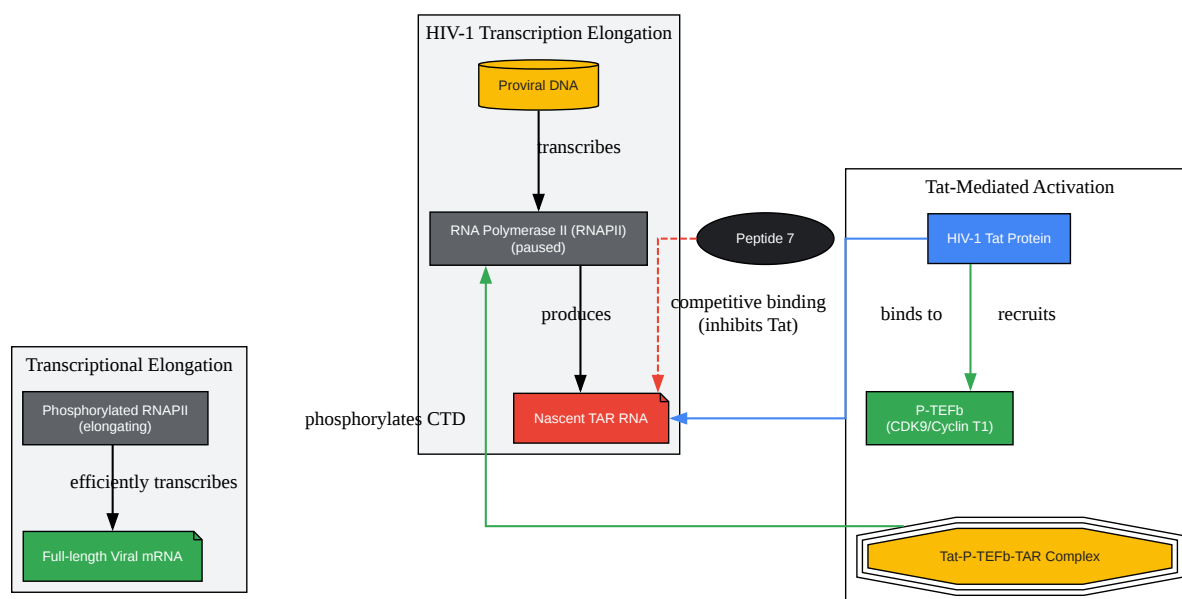 HIV-1 Transcription Elongation
Proviral DNA
transcribes
Tat-Mediated Activation
RNA Polymerase II (RNAPII)
(paused)
Peptide 7
HIV-1 Tat Protein
produces
competitive binding
(inhibits Tat)
binds to
recruits
Transcriptional Elongation
Phosphorylated RNAPII
(elongating)
phosphorylates CTD
Nascent TAR RNA
P-TEFb
(CDK9/Cyclin T1)
efficiently transcribes
Full-length Viral mRNA
Tat-P-TEFb-TAR Complex